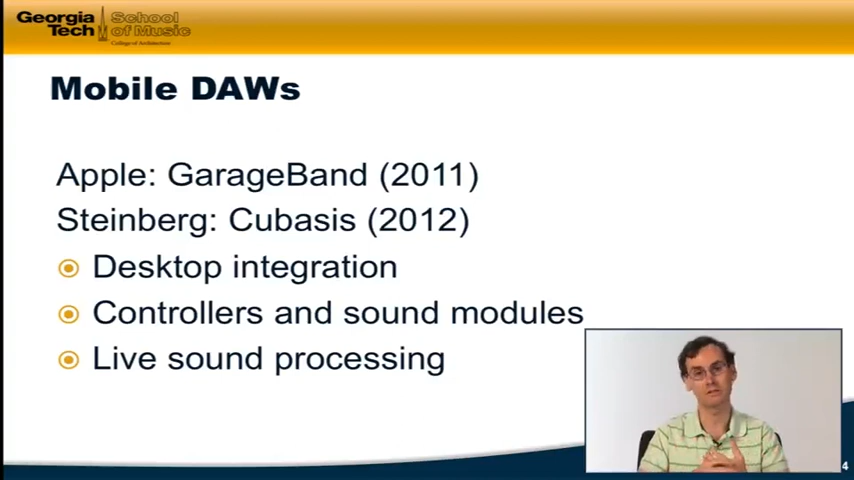 Georgia Tech
School of Music
College of Architecture
Mobile DAWs
Apple: GarageBand (2011)
Steinberg: Cubasis (2012)
Desktop integration
Controllers and sound modules
Live sound processing
4